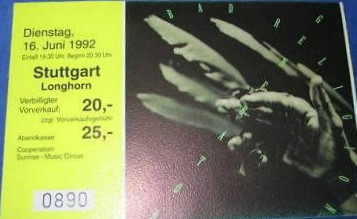 Dienstag,
16. Juni 1992
Einlaß 19.30 Uhr, Beginn 20.30 Uhr
Stuttgart
Longhorn
Verbilligter
Vorverkauf: 20,-
zzgl. Vorverkaufsgebühr
Abendkasse 25,-
Cooperation:
Sunrise - Music Circus
0890
BAD RELIGION